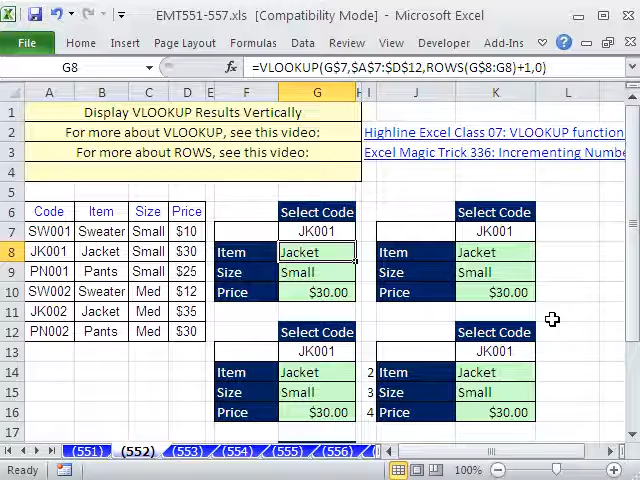 EMT551-557.xls [Compatibility Mode] - Microsoft Excel
File Home Insert Page Layout Formulas Data Review View Developer Add-Ins
G8 =VLOOKUP(G$7,$A$7:$D$12,ROWS(G$8:G8)+1,0)
A B C D E F G H I J K L
1 Display VLOOKUP Results Vertically
2 For more about VLOOKUP, see this video: Highline Excel Class 07: VLOOKUP function
3 For more about ROWS, see this video: Excel Magic Trick 336: Incrementing Numbe
4
5
6 Code Item Size Price Select Code Select Code
7 SW001 Sweater Small $10 JK001 JK001
8 JK001 Jacket Small $30 Item Jacket Item Jacket
9 PN001 Pants Small $25 Size Small Size Small
10 SW002 Sweater Med $12 Price $30.00 Price $30.00
11 JK002 Jacket Med $35
12 PN002 Pants Med $30 Select Code Select Code
13 JK001 JK001
14 Item Jacket 2 Item Jacket
15 Size Small 3 Size Small
16 Price $30.00 4 Price $30.00
17
(551) (552) (553) (554) (555) (556)
Ready 100%